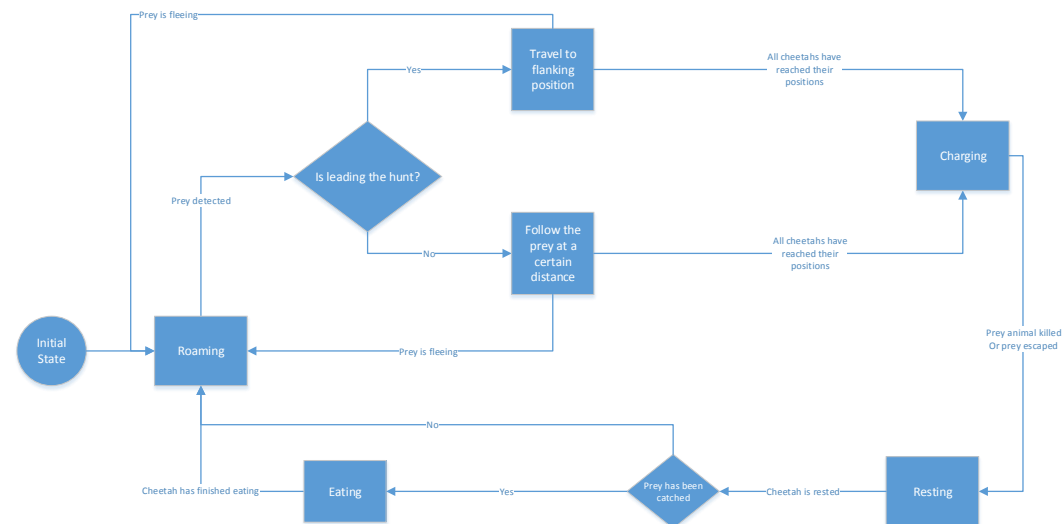 Prey is fleeing
Travel to
flanking
position
Yes
All cheetahs have
reached their
positions
Charging
Is leading the hunt?
Prey detected
Follow the
prey at a
certain
distance
No
All cheetahs have
reached their
positions
Initial
State
Roaming
Prey is fleeing
Prey animal killed
Or prey escaped
No
Cheetah has finished eating
Eating
Yes
Prey has been
catched
Cheetah is rested
Resting